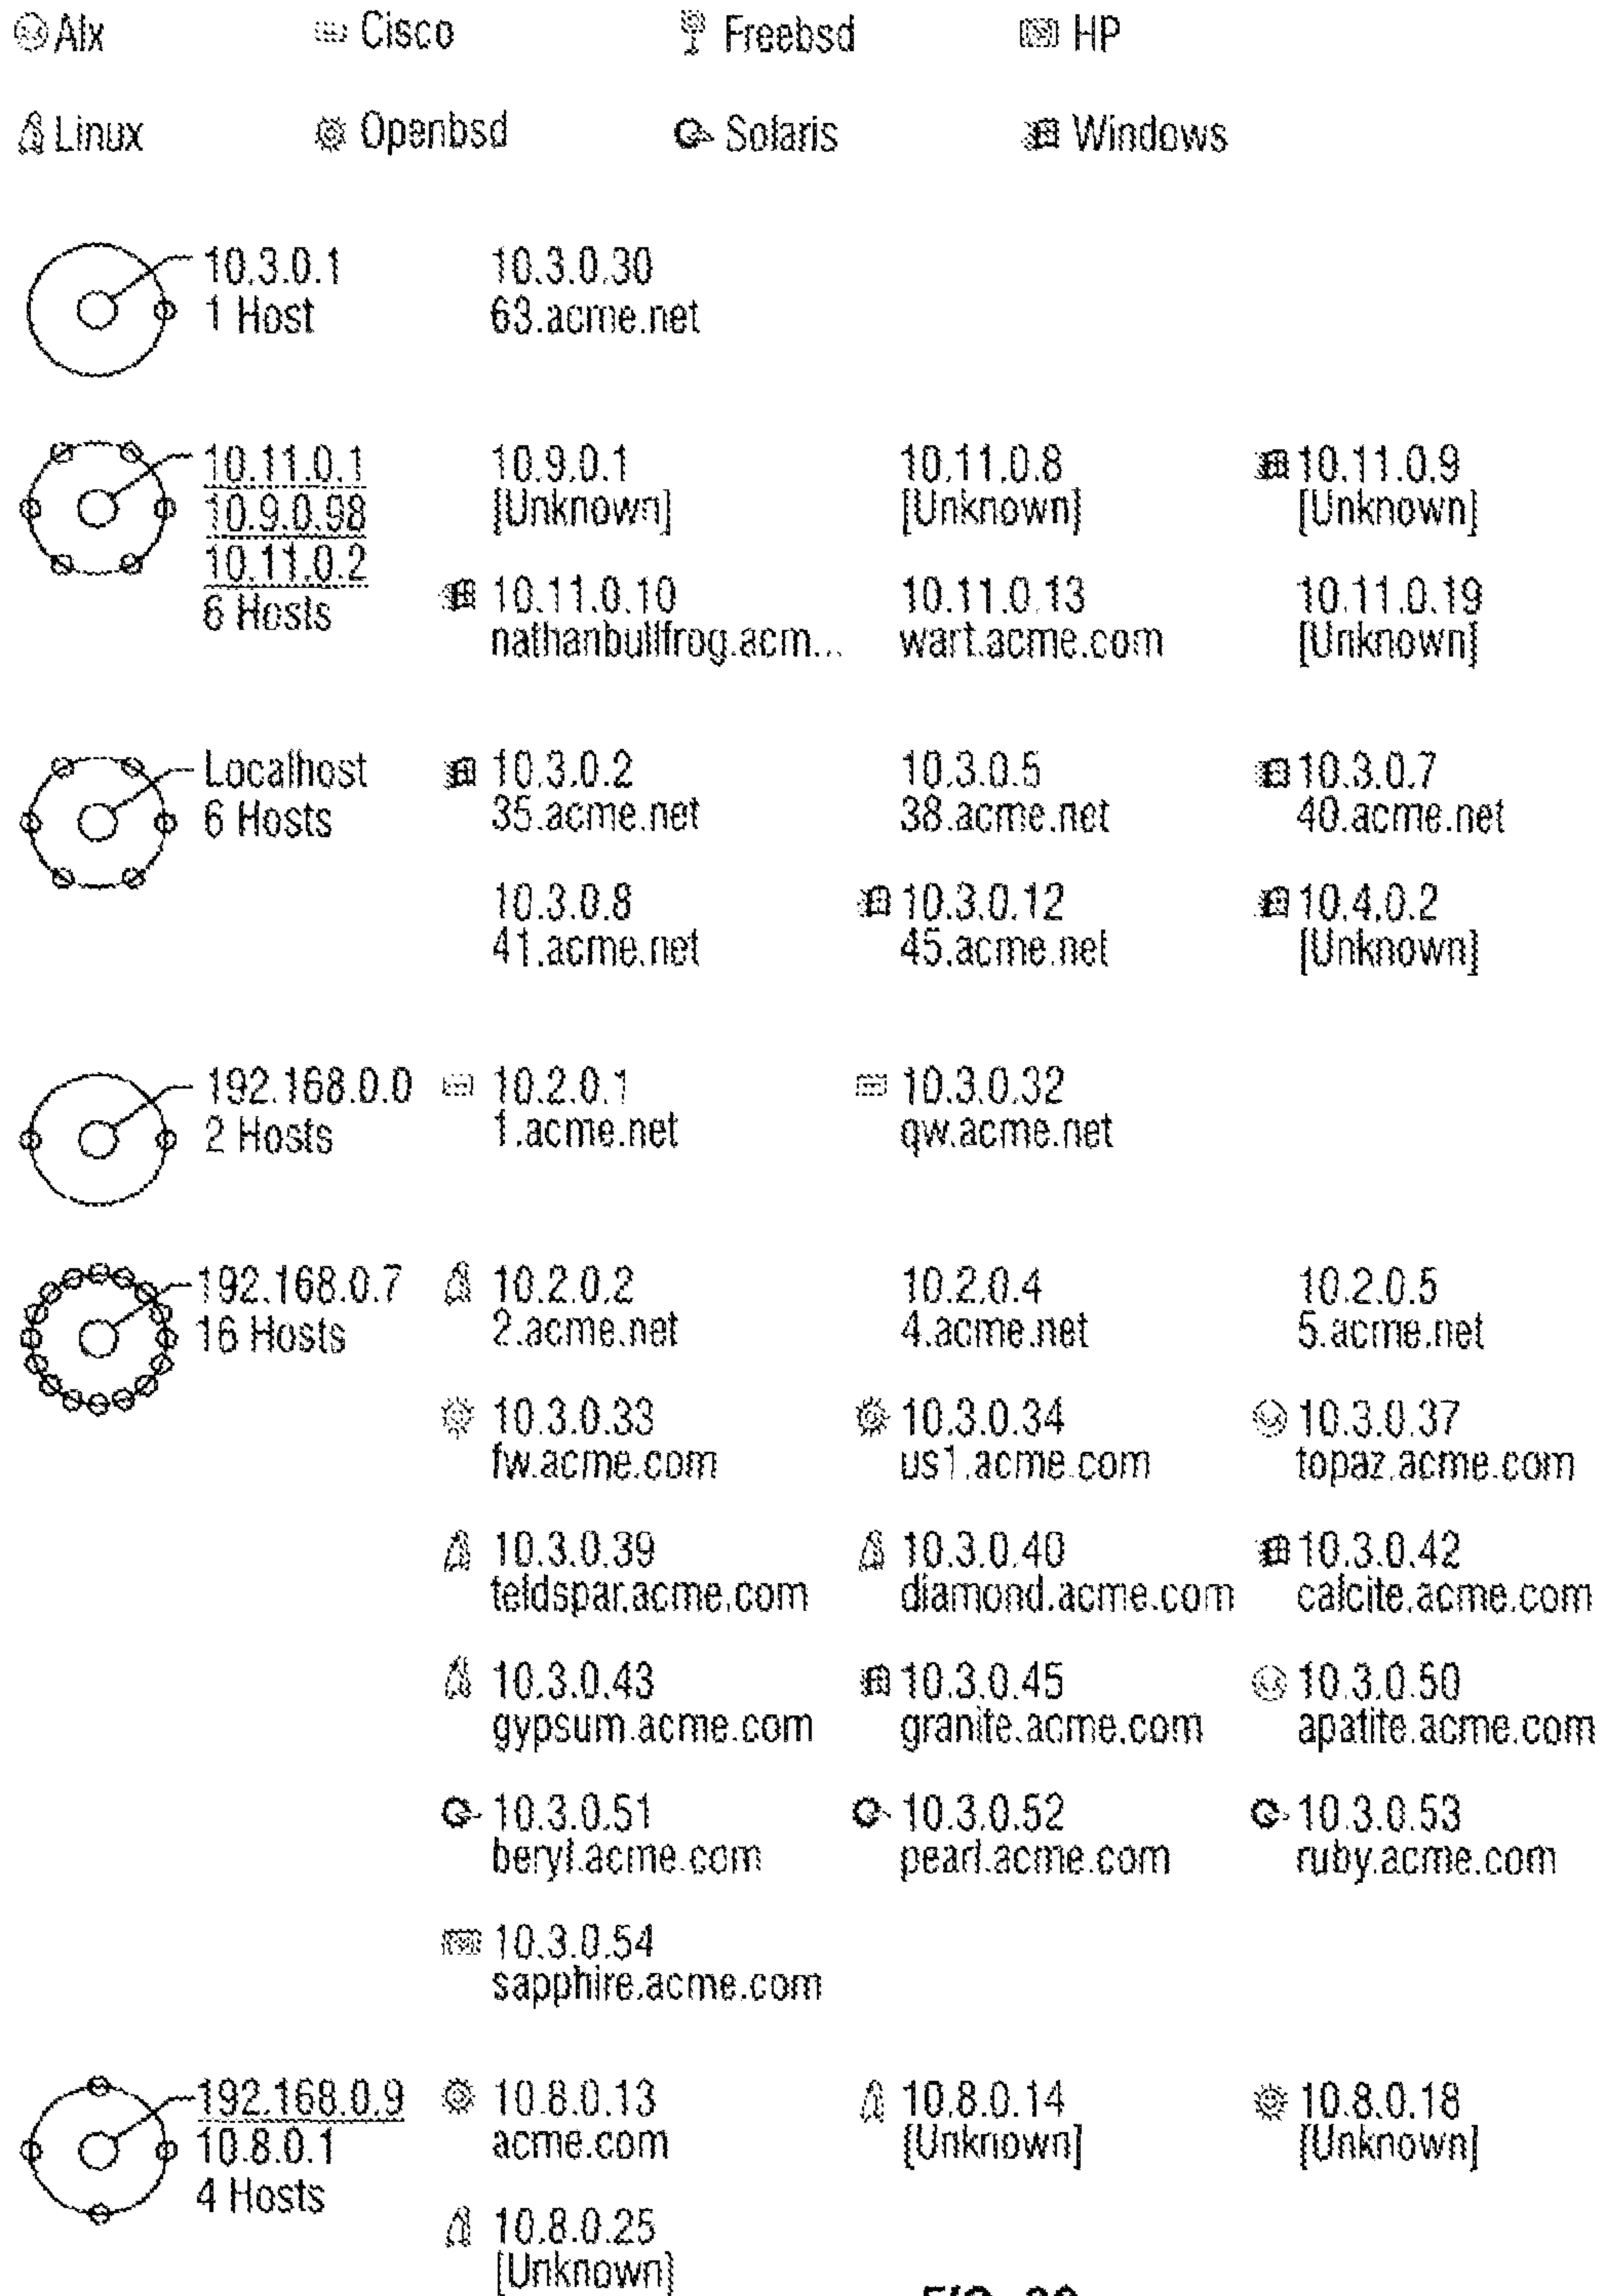 AIx Cisco Freebsd HP
Linux Openbsd Solaris Windows
10.3.0.1 10.3.0.30
1 Host 63.acme.net
10.11.0.1 10.9.0.1 10.11.0.8 10.11.0.9
10.9.0.98 [Unknown] [Unknown] [Unknown]
10.11.0.2 10.11.0.10 10.11.0.13 10.11.0.19
6 Hosts nathanbullfrog.acm... wart.acme.com [Unknown]
Localhost 10.3.0.2 10.3.0.5 10.3.0.7
6 Hosts 35.acme.net 38.acme.net 40.acme.net
10.3.0.8 10.3.0.12 10.4.0.2
41.acme.net 45.acme.net [Unknown]
192.168.0.0 10.2.0.1 10.3.0.32
2 Hosts 1.acme.net qw.acme.net
192.168.0.7 10.2.0.2 10.2.0.4 10.2.0.5
16 Hosts 2.acme.net 4.acme.net 5.acme.net
10.3.0.33 10.3.0.34 10.3.0.37
fw.acme.com us1.acme.com topaz.acme.com
10.3.0.39 10.3.0.40 10.3.0.42
teldspar.acme.com diamond.acme.com calcite.acme.com
10.3.0.43 10.3.0.45 10.3.0.50
gypsum.acme.com granite.acme.com apatite.acme.com
10.3.0.51 10.3.0.52 10.3.0.53
beryl.acme.com pearl.acme.com ruby.acme.com
10.3.0.54
sapphire.acme.com
192.168.0.9 10.8.0.13 10.8.0.14 10.8.0.18
10.8.0.1 acme.com [Unknown] [Unknown]
4 Hosts 10.8.0.25
[Unknown]